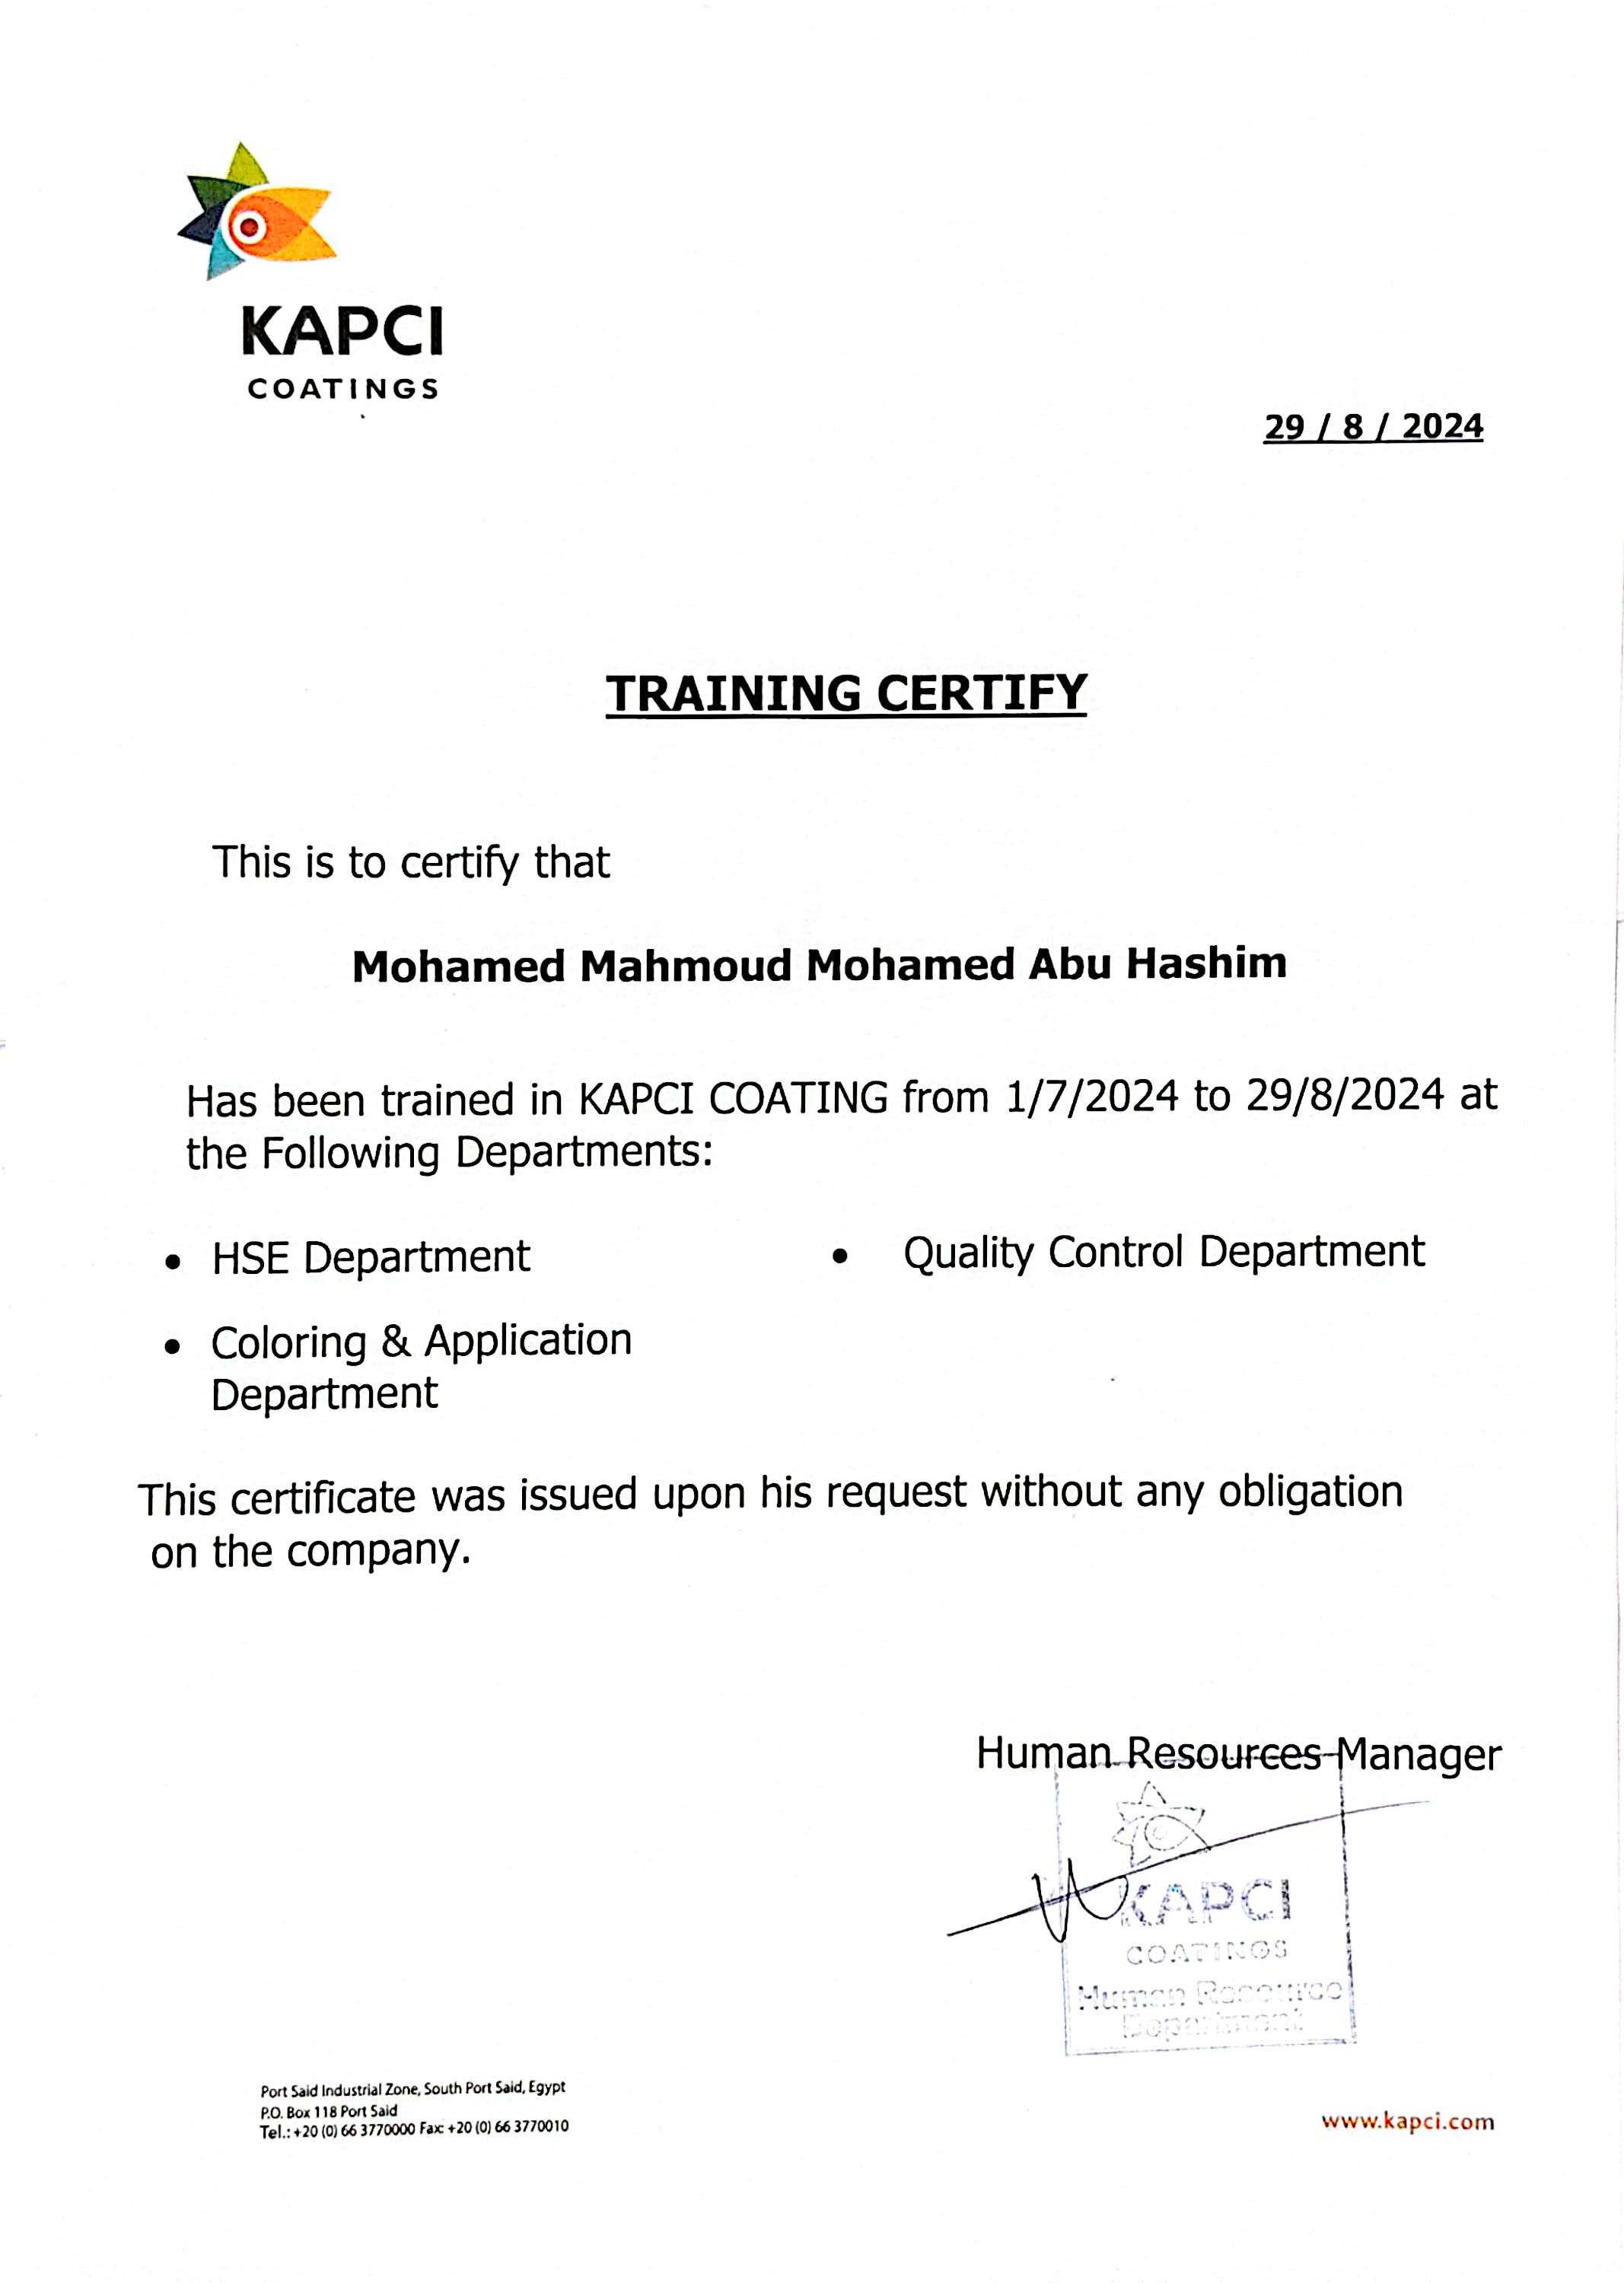 KAPCI
COATINGS
29 / 8 / 2024
TRAINING CERTIFY
This is to certify that
Mohamed Mahmoud Mohamed Abu Hashim
Has been trained in KAPCI COATING from 1/7/2024 to 29/8/2024 at
the Following Departments:
• HSE Department
• Quality Control Department
• Coloring & Application
Department
This certificate was issued upon his request without any obligation
on the company.
Human Resources Manager
KAPCI
COATINGS
Human Resource
Department
Port Said Industrial Zone, South Port Said, Egypt
P.O. Box 118 Port Said
Tel.: +20 (0) 66 3770000 Fax: +20 (0) 66 3770010
www.kapci.com